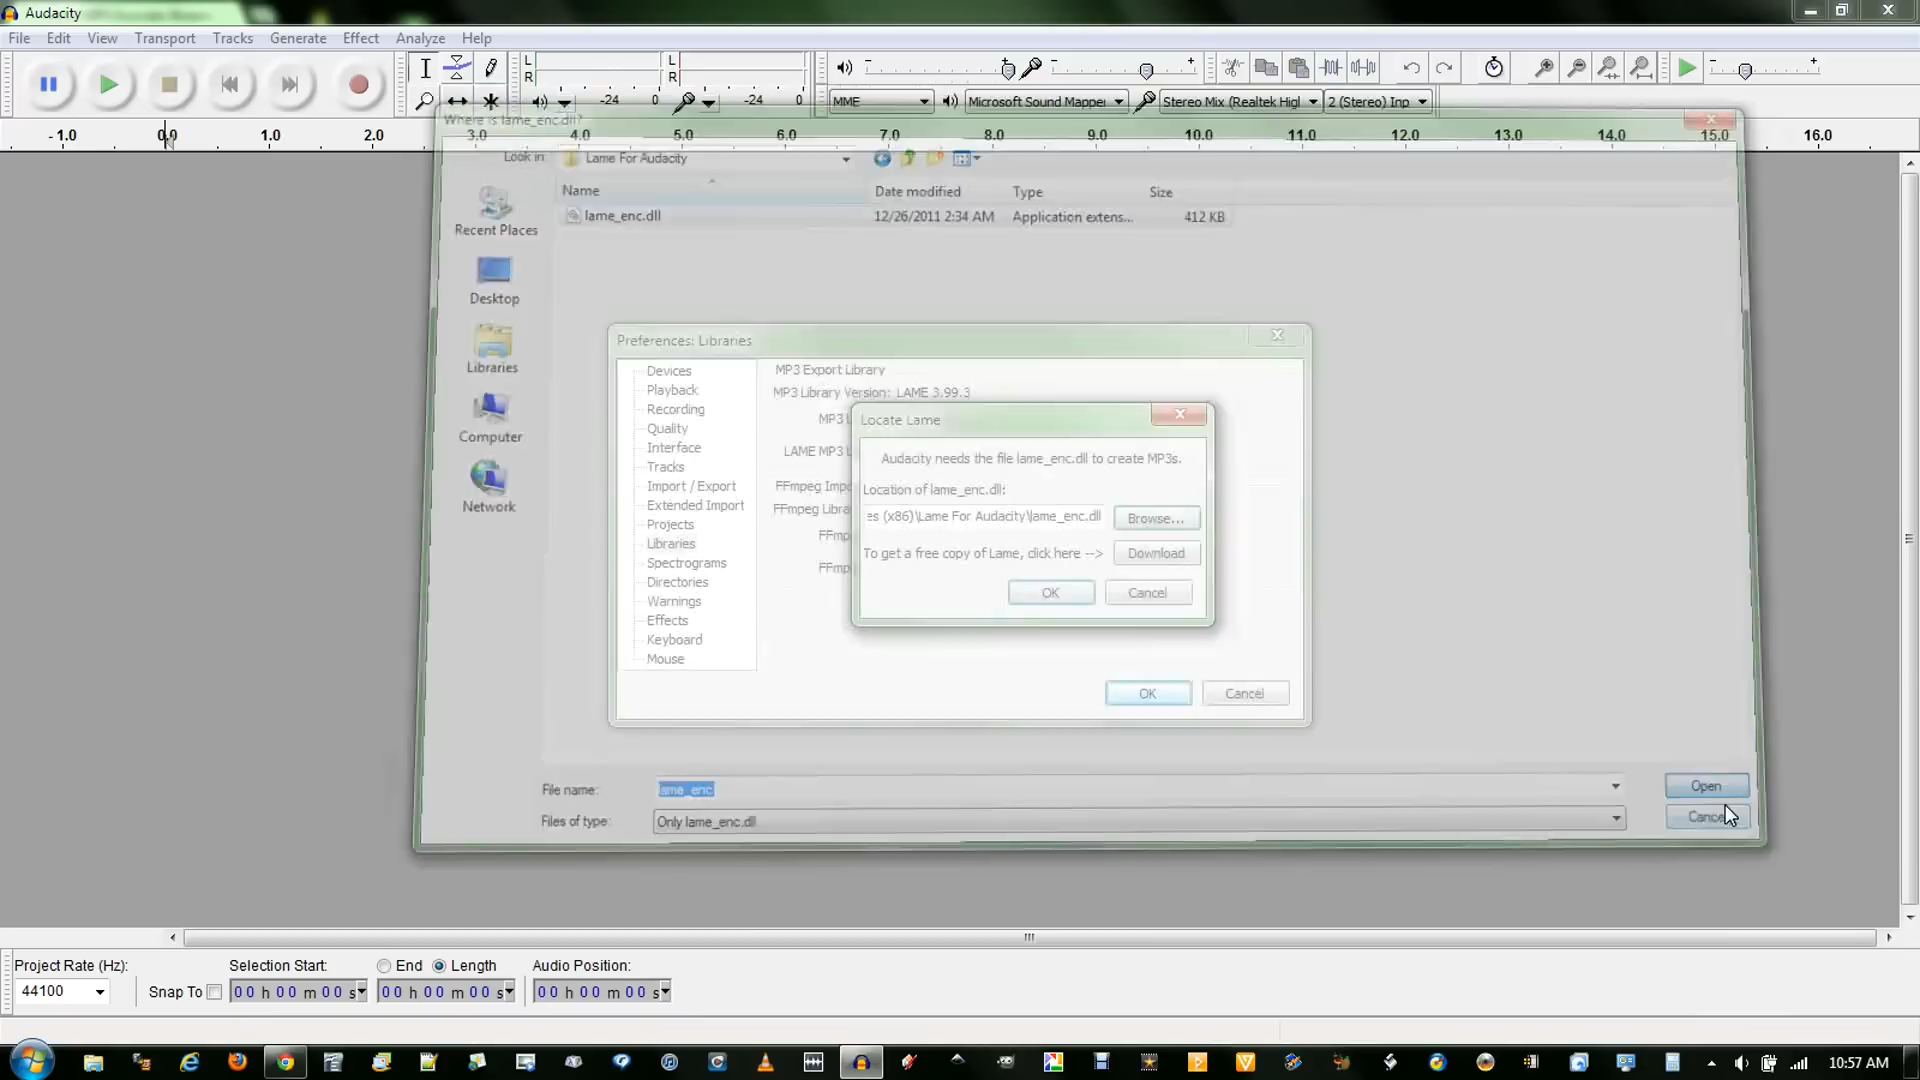 Audacity
File Edit View Transport Tracks Generate Effect Analyze Help
L
R
L
R
-24 0
-24 0
MME
Microsoft Sound Mapper
Stereo Mix (Realtek Higl
2 (Stereo) Inp
Where is lame_enc.dll?
-1.0 0.0 1.0 2.0 3.0 4.0 5.0 6.0 7.0 8.0 9.0 10.0 11.0 12.0 13.0 14.0 15.0 16.0
Look in:
Lame For Audacity
Name
Date modified
Type
Size
lame_enc.dll
12/26/2011 2:34 AM
Application extens...
412 KB
Recent Places
Desktop
Libraries
Computer
Network
Preferences: Libraries
Devices
Playback
Recording
Quality
Interface
Tracks
Import / Export
Extended Import
Projects
Libraries
Spectrograms
Directories
Warnings
Effects
Keyboard
Mouse
MP3 Export Library
MP3 Library Version: LAME 3.99.3
MP3 L
LAME MP3 L
FFmpeg Impo
FFmpeg Libra
FFmp
FFmp
Locate Lame
Audacity needs the file lame_enc.dll to create MP3s.
Location of lame_enc.dll:
es (x86)\Lame For Audacity\lame_enc.dll
Browse...
To get a free copy of Lame, click here -->
Download
OK
Cancel
OK
Cancel
File name:
lame_enc
Open
Files of type:
Only lame_enc.dll
Cancel
Project Rate (Hz):
44100
Snap To
Selection Start:
00 h 00 m 00 s
End
Length
00 h 00 m 00 s
Audio Position:
00 h 00 m 00 s
10:57 AM